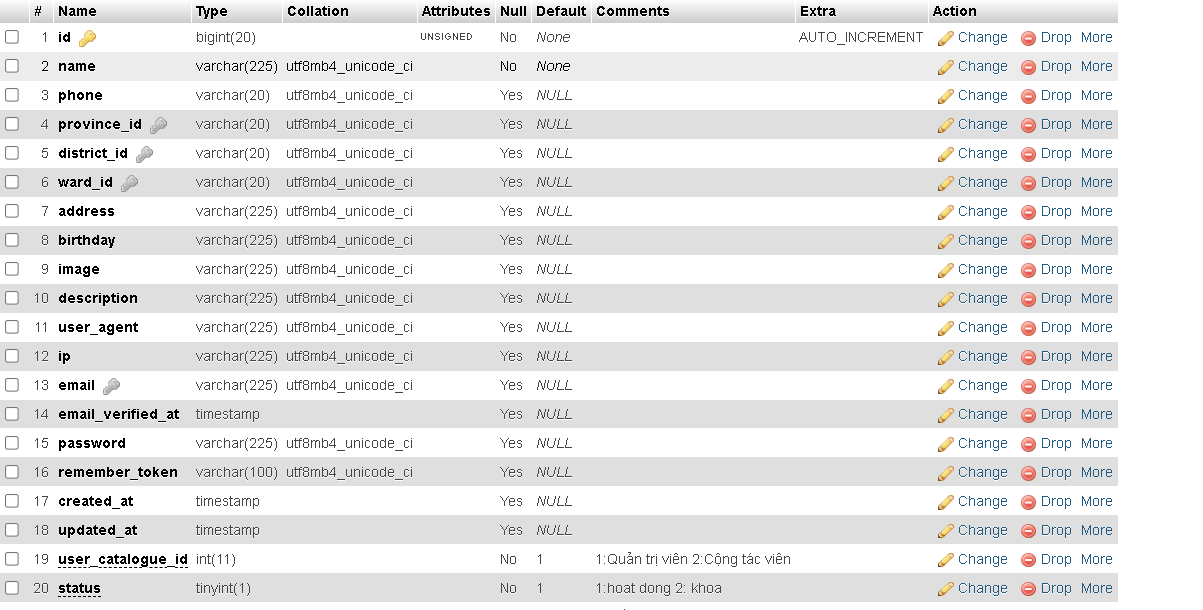 # Name Type Collation Attributes Null Default Comments Extra Action
1 id bigint(20) UNSIGNED No None AUTO_INCREMENT Change Drop More
2 name varchar(225) utf8mb4_unicode_ci No None Change Drop More
3 phone varchar(20) utf8mb4_unicode_ci Yes NULL Change Drop More
4 province_id varchar(20) utf8mb4_unicode_ci Yes NULL Change Drop More
5 district_id varchar(20) utf8mb4_unicode_ci Yes NULL Change Drop More
6 ward_id varchar(20) utf8mb4_unicode_ci Yes NULL Change Drop More
7 address varchar(225) utf8mb4_unicode_ci Yes NULL Change Drop More
8 birthday varchar(225) utf8mb4_unicode_ci Yes NULL Change Drop More
9 image varchar(225) utf8mb4_unicode_ci Yes NULL Change Drop More
10 description varchar(225) utf8mb4_unicode_ci Yes NULL Change Drop More
11 user_agent varchar(225) utf8mb4_unicode_ci Yes NULL Change Drop More
12 ip varchar(225) utf8mb4_unicode_ci Yes NULL Change Drop More
13 email varchar(225) utf8mb4_unicode_ci Yes NULL Change Drop More
14 email_verified_at timestamp Yes NULL Change Drop More
15 password varchar(225) utf8mb4_unicode_ci Yes NULL Change Drop More
16 remember_token varchar(100) utf8mb4_unicode_ci Yes NULL Change Drop More
17 created_at timestamp Yes NULL Change Drop More
18 updated_at timestamp Yes NULL Change Drop More
19 user_catalogue_id int(11) No 1 1:Quản trị viên 2:Cộng tác viên Change Drop More
20 status tinyint(1) No 1 1:hoat dong 2: khoa Change Drop More